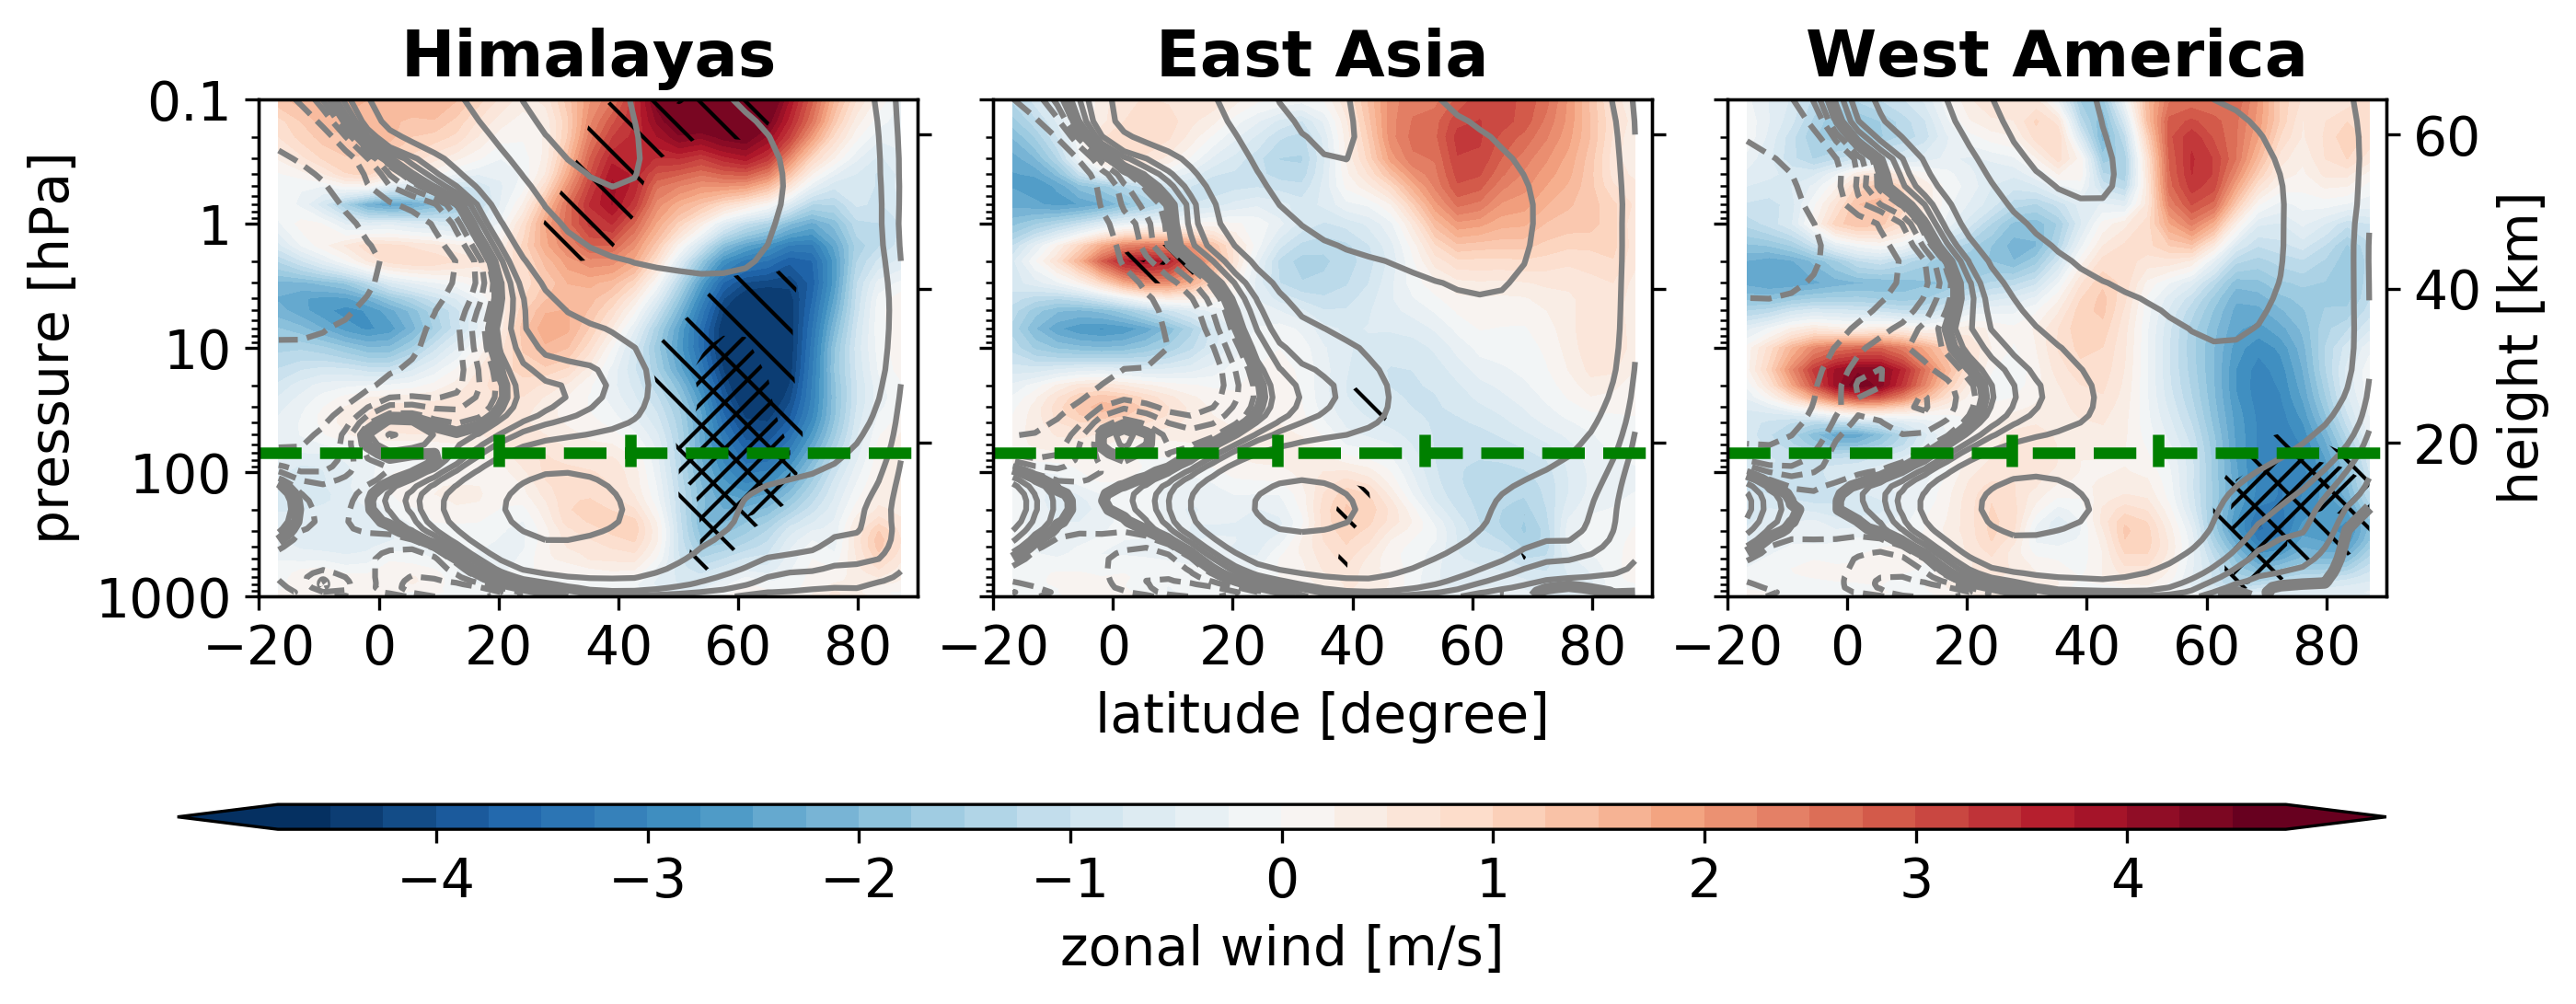 Himalayas
East Asia
West America
pressure [hPa]
0.1
1
10
100
1000
60
40
20
height [km]
−20 0 20 40 60 80
−20 0 20 40 60 80
−20 0 20 40 60 80
latitude [degree]
−4 −3 −2 −1 0 1 2 3 4
zonal wind [m/s]